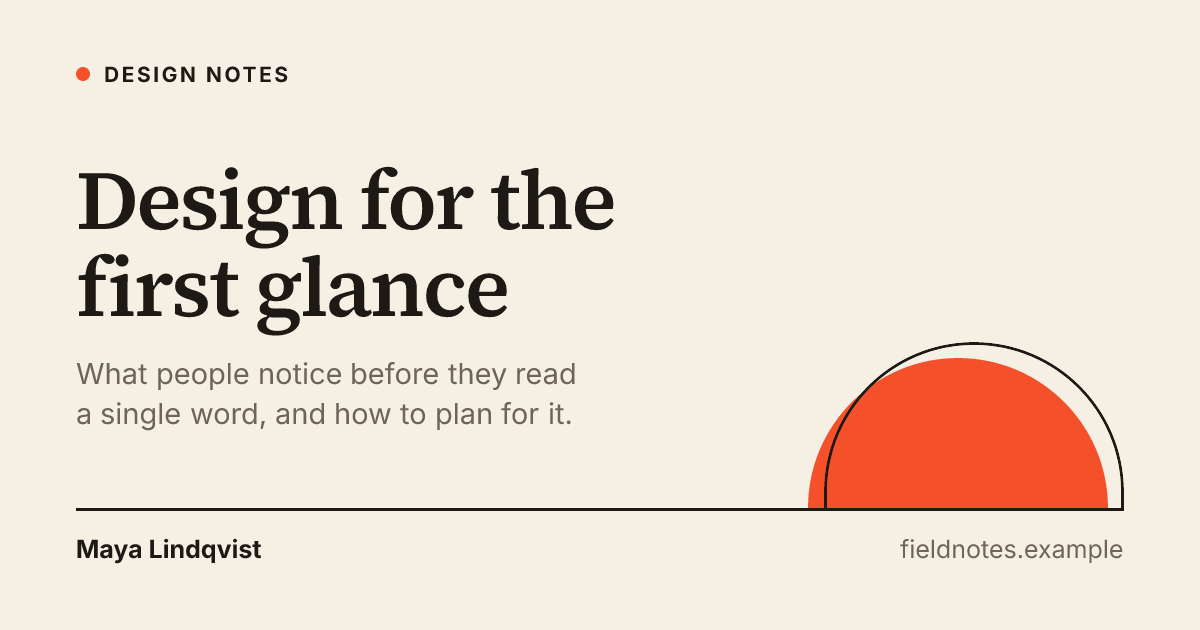 DESIGN NOTES
Design for the
first glance
What people notice before they read
a single word, and how to plan for it.
Maya Lindqvist
fieldnotes.example